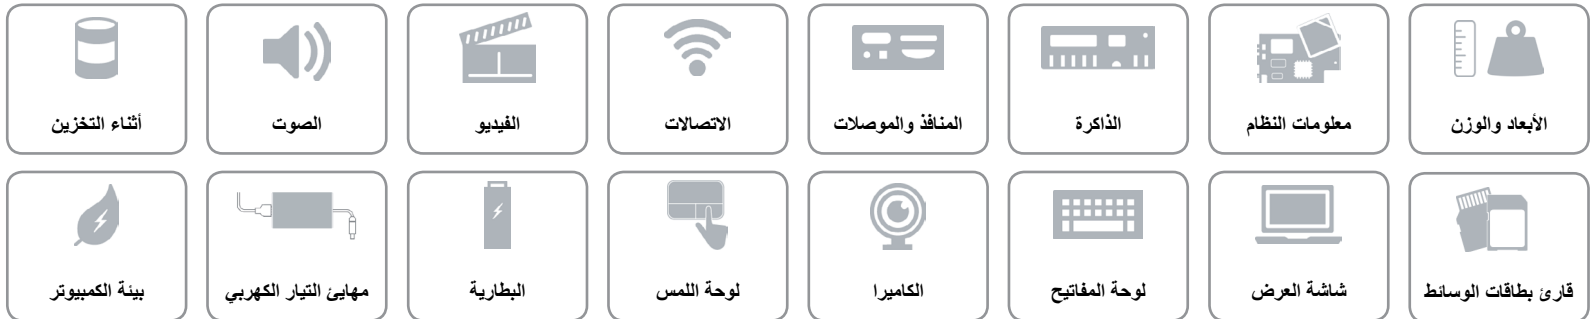 الأبعاد والوزن
معلومات النظام
الذاكرة
المنافذ والموصلات
الاتصالات
الفيديو
الصوت
أثناء التخزين
قارئ بطاقات الوسائط
شاشة العرض
لوحة المفاتيح
الكاميرا
لوحة اللمس
البطارية
مهايئ التيار الكهربي
بيئة الكمبيوتر